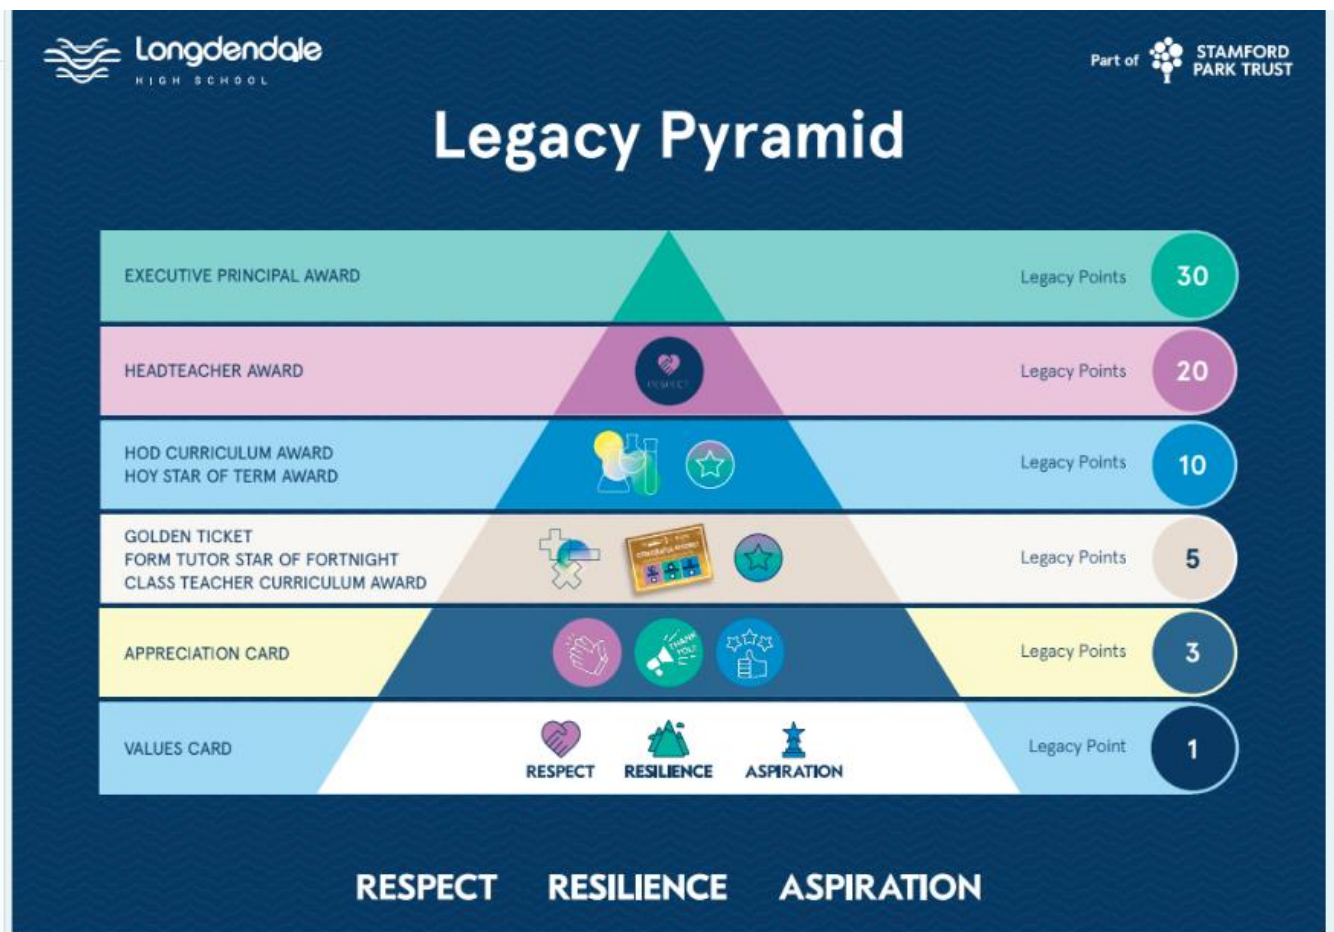 Longdendale
HIGH SCHOOL
Part of
STAMFORD
PARK TRUST
Legacy Pyramid
EXECUTIVE PRINCIPAL AWARD
Legacy Points
30
HEADTEACHER AWARD
RESPECT
Legacy Points
20
HOD CURRICULUM AWARD
HOY STAR OF TERM AWARD
Legacy Points
10
GOLDEN TICKET
FORM TUTOR STAR OF FORTNIGHT
CLASS TEACHER CURRICULUM AWARD
Legacy Points
5
APPRECIATION CARD
THANK
YOU!
Legacy Points
3
VALUES CARD
RESPECT
RESILIENCE
ASPIRATION
Legacy Point
1
RESPECT RESILIENCE ASPIRATION